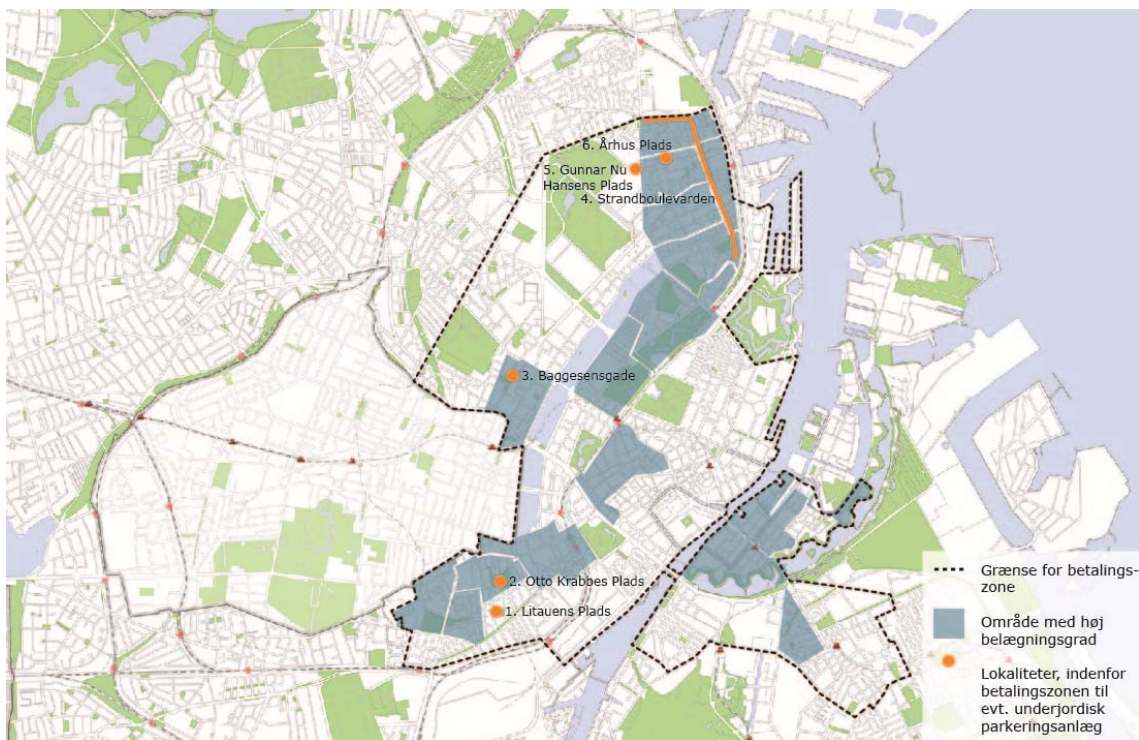 6. Århus Plads
5. Gunnar Nu
Hansens Plads
4. Strandboulevarden
3. Baggesensgade
2. Otto Krabbes Plads
1. Litauens Plads
Grænse for betalings-
zone
Område med høj
belægningsgrad
Lokaliteter, indenfor
betalingszonen til
evt. underjordisk
parkeringsanlæg